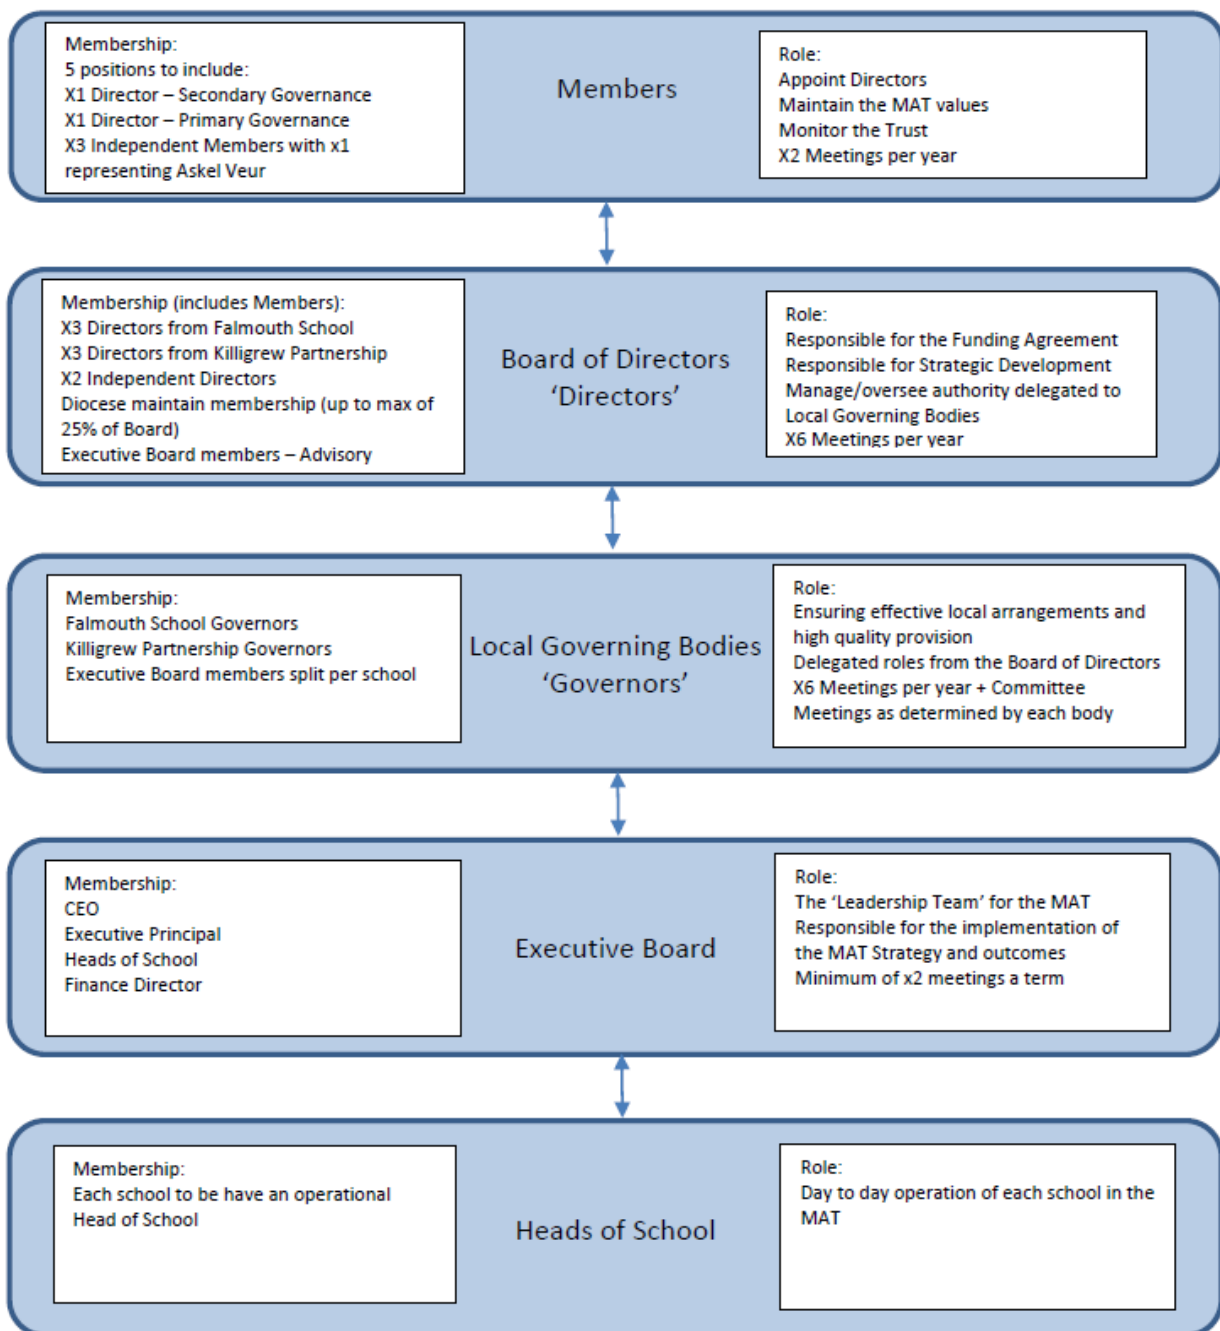 Membership:
5 positions to include:
X1 Director – Secondary Governance
X1 Director – Primary Governance
X3 Independent Members with x1
representing Askel Veur
Members
Role:
Appoint Directors
Maintain the MAT values
Monitor the Trust
X2 Meetings per year
Membership (includes Members):
X3 Directors from Falmouth School
X3 Directors from Killigrew Partnership
X2 Independent Directors
Diocese maintain membership (up to max of
25% of Board)
Executive Board members – Advisory
Board of Directors
‘Directors’
Role:
Responsible for the Funding Agreement
Responsible for Strategic Development
Manage/oversee authority delegated to
Local Governing Bodies
X6 Meetings per year
Membership:
Falmouth School Governors
Killigrew Partnership Governors
Executive Board members split per school
Local Governing Bodies
‘Governors’
Role:
Ensuring effective local arrangements and
high quality provision
Delegated roles from the Board of Directors
X6 Meetings per year + Committee
Meetings as determined by each body
Membership:
CEO
Executive Principal
Heads of School
Finance Director
Executive Board
Role:
The ‘Leadership Team’ for the MAT
Responsible for the implementation of
the MAT Strategy and outcomes
Minimum of x2 meetings a term
Membership:
Each school to be have an operational
Head of School
Heads of School
Role:
Day to day operation of each school in the
MAT